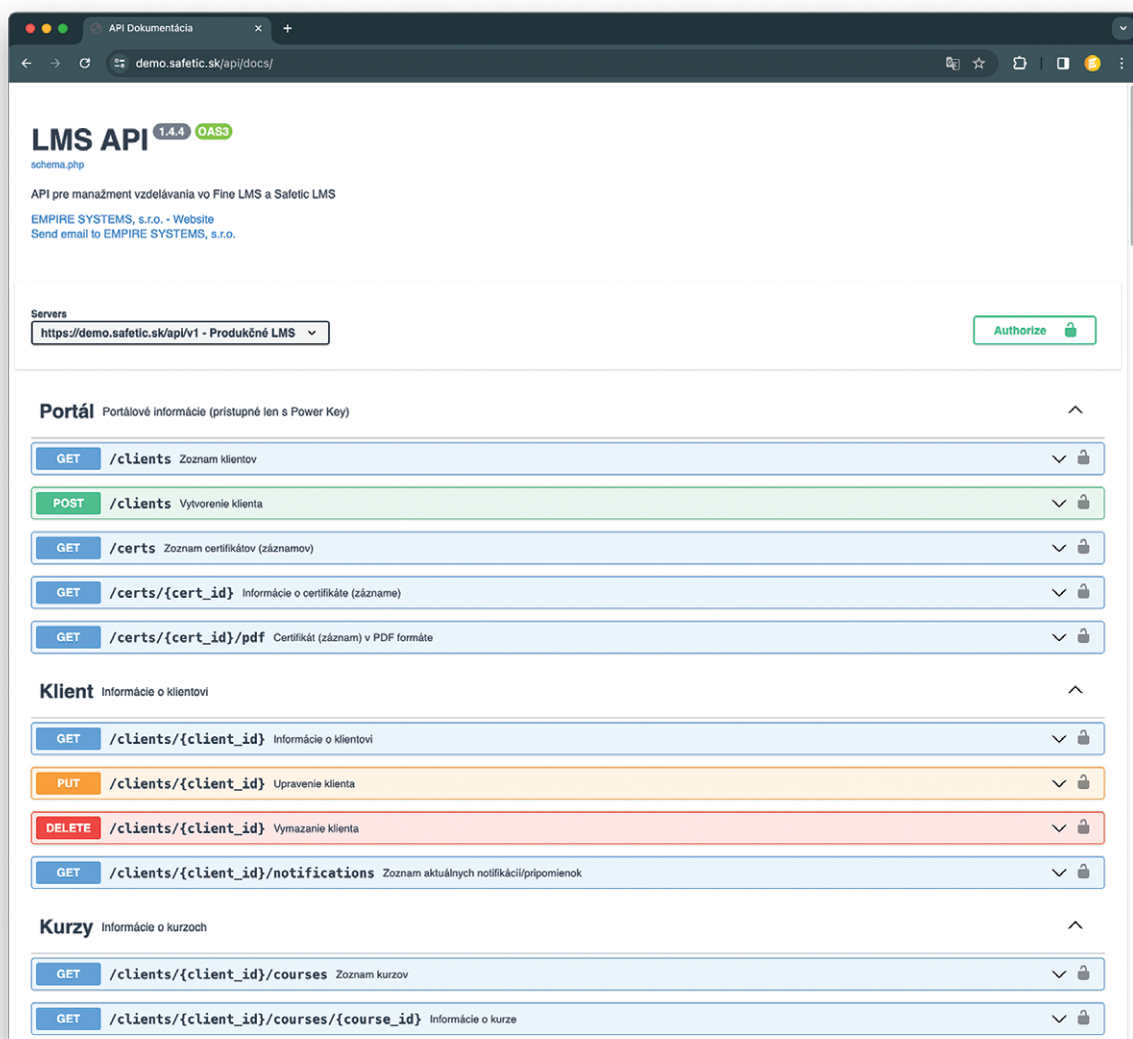 API Dokumentácia
demo.safetic.sk/api/docs/
LMS API 1.4.4 OAS3
schema.php
API pre manažment vzdelávania vo Fine LMS a Safetic LMS
EMPIRE SYSTEMS, s.r.o. - Website
Send email to EMPIRE SYSTEMS, s.r.o.
Servers
https://demo.safetic.sk/api/v1 - Produkčné LMS
Authorize
Portál Portálové informácie (prístupné len s Power Key)
GET /clients Zoznam klientov
POST /clients Vytvorenie klienta
GET /certs Zoznam certifikátov (záznamov)
GET /certs/{cert_id} Informácie o certifikáte (zázname)
GET /certs/{cert_id}/pdf Certifikát (záznam) v PDF formáte
Klient Informácie o klientovi
GET /clients/{client_id} Informácie o klientovi
PUT /clients/{client_id} Upravenie klienta
DELETE /clients/{client_id} Vymazanie klienta
GET /clients/{client_id}/notifications Zoznam aktuálnych notifikácií/pripomienok
Kurzy Informácie o kurzoch
GET /clients/{client_id}/courses Zoznam kurzov
GET /clients/{client_id}/courses/{course_id} Informácie o kurze